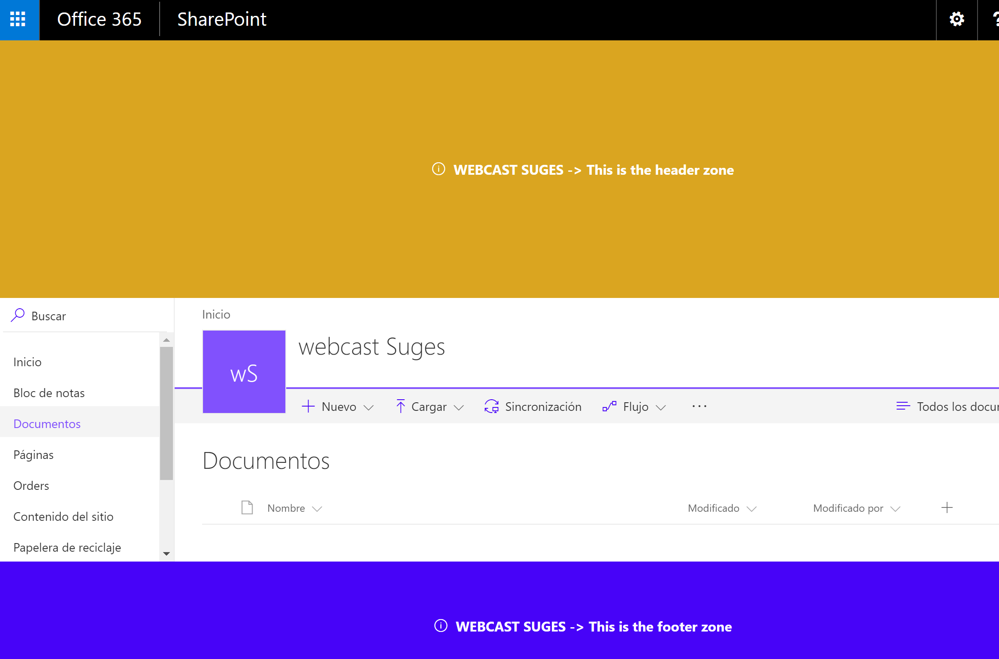 Office 365
SharePoint
WEBCAST SUGES -> This is the header zone
Buscar
Inicio
Bloc de notas
Documentos
Páginas
Orders
Contenido del sitio
Papelera de reciclaje
Inicio
wS
webcast Suges
Nuevo
Cargar
Sincronización
Flujo
Todos los docu
Documentos
Nombre
Modificado
Modificado por
WEBCAST SUGES -> This is the footer zone